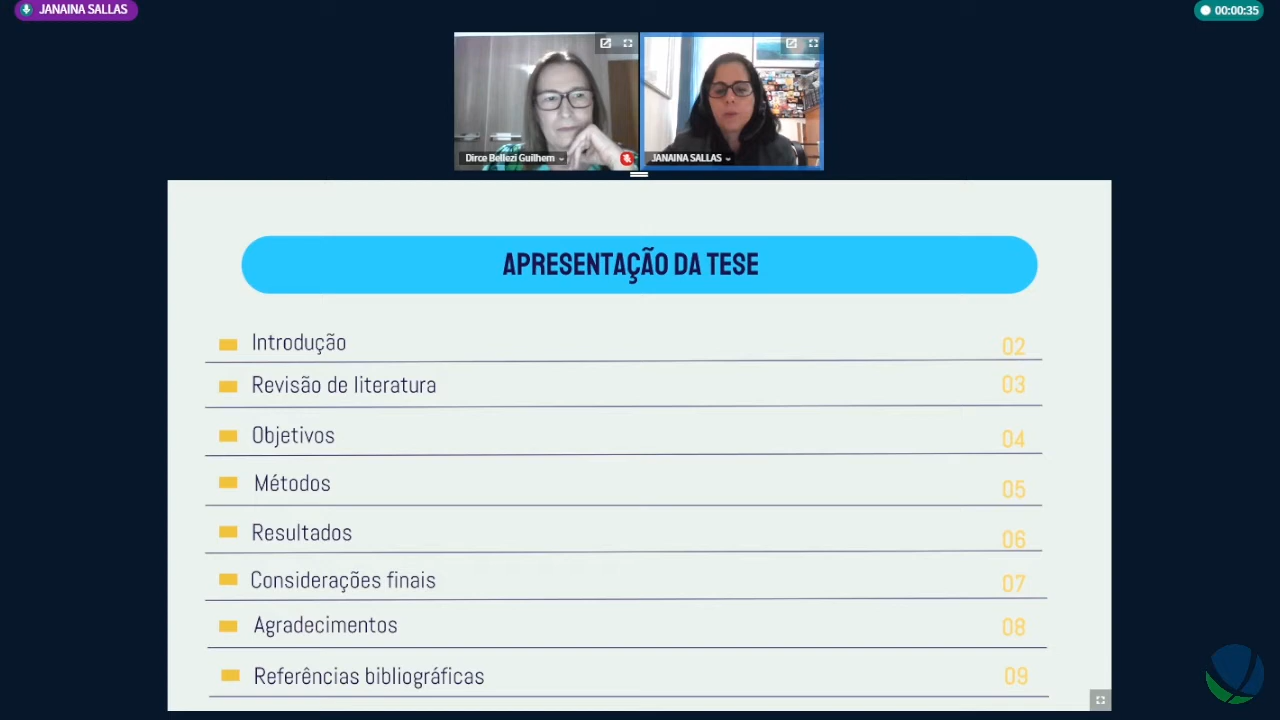 JANAINA SALLAS
00:00:35
Dirce Bellezi Guilhem
JANAINA SALLAS
APRESENTAÇÃO DA TESE
Introdução 02
Revisão de literatura 03
Objetivos 04
Métodos 05
Resultados 06
Considerações finais 07
Agradecimentos 08
Referências bibliográficas 09